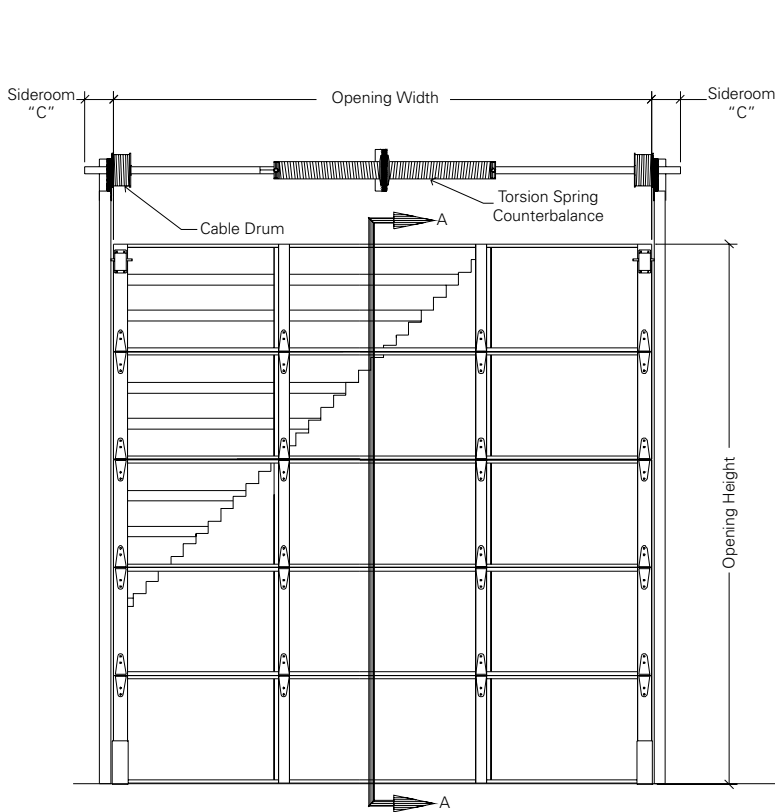 Sideroom
“C”
Opening Width
Sideroom
“C”
Torsion Spring
Counterbalance
Cable Drum
A
Opening Height
A